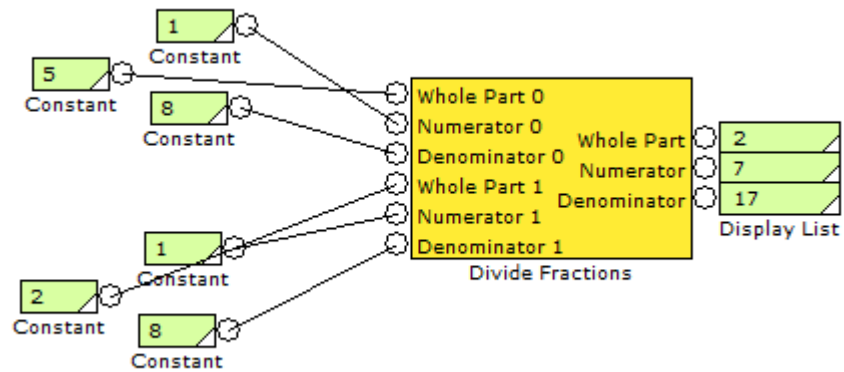 1
Constant
5
Constant
8
Constant
1
Constant
2
Constant
8
Constant
Whole Part 0
Numerator 0
Denominator 0
Whole Part 1
Numerator 1
Denominator 1
Whole Part
Numerator
Denominator
Divide Fractions
2
7
17
Display List